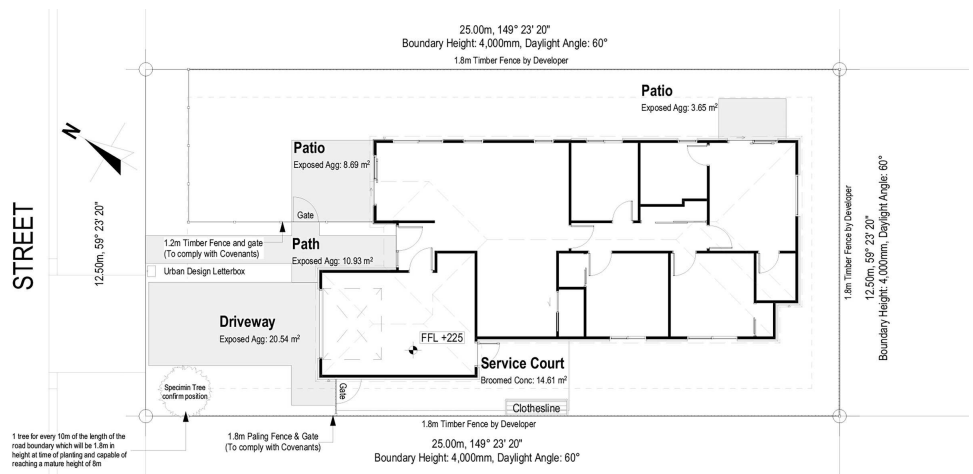 25.00m, 149° 23' 20"
Boundary Height: 4,000mm, Daylight Angle: 60°
1.8m Timber Fence by Developer
Patio
Exposed Agg: 3.65 m²
N
Patio
Exposed Agg: 8.69 m²
Gate
STREET
12.50m, 59° 23' 20"
1.2m Timber Fence and gate
(To comply with Covenants)
Path
Exposed Agg: 10.93 m²
Urban Design Letterbox
Driveway
Exposed Agg: 20.54 m²
FFL +225
Service Court
Broomed Conc: 14.61 m²
Clothesline
Gate
Specimin Tree
confirm position
1 tree for every 10m of the length of the
road boundary which will be 1.8m in
height at time of planting and capable of
reaching a mature height of 8m
1.8m Paling Fence & Gate
(To comply with Covenants)
1.8m Timber Fence by Developer
25.00m, 149° 23' 20"
Boundary Height: 4,000mm, Daylight Angle: 60°
1.8m Timber Fence by Developer
12.50m, 59° 23' 20"
Boundary Height: 4,000mm, Daylight Angle: 60°